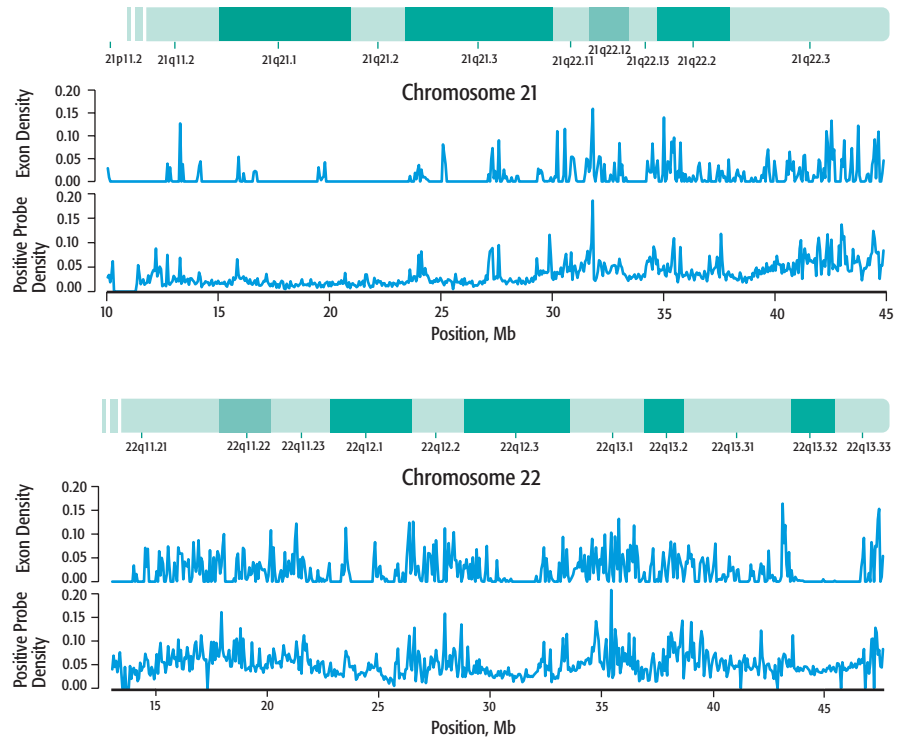 21p11.2 21q11.2 21q21.1 21q21.2 21q21.3 21q22.11 21q22.12 21q22.13 21q22.2 21q22.3
Chromosome 21
Exon Density
0.20
0.15
0.10
0.05
0.00
Positive Probe
Density
0.20
0.15
0.10
0.05
0.00
10 15 20 25 30 35 40 45
Position, Mb
22q11.21 22q11.22 22q11.23 22q12.1 22q12.2 22q12.3 22q13.1 22q13.2 22q13.31 22q13.32 22q13.33
Chromosome 22
Exon Density
0.20
0.15
0.10
0.05
0.00
Positive Probe
Density
0.20
0.15
0.10
0.05
0.00
15 20 25 30 35 40 45
Position, Mb